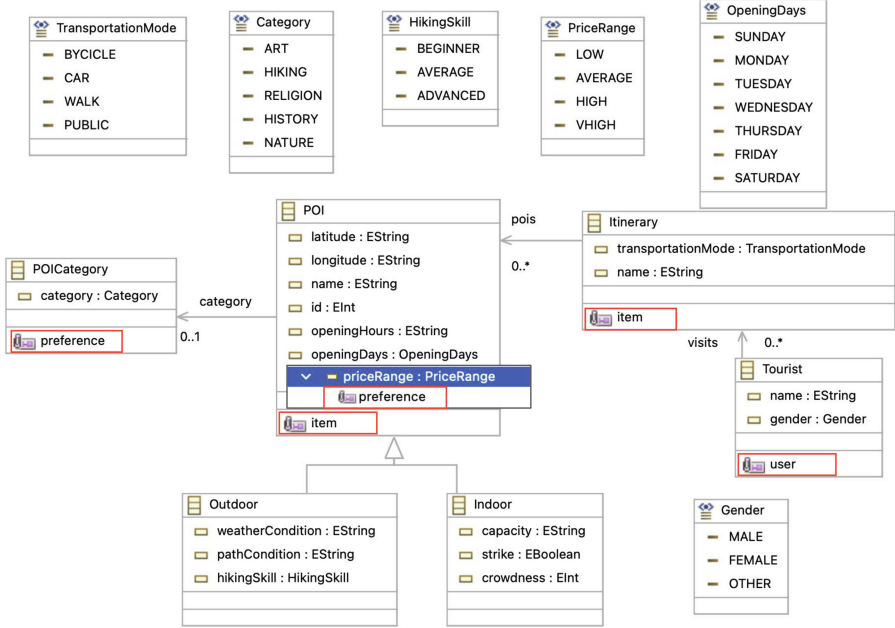 TransportationMode
BYCICLE
CAR
WALK
PUBLIC
Category
ART
HIKING
RELIGION
HISTORY
NATURE
HikingSkill
BEGINNER
AVERAGE
ADVANCED
PriceRange
LOW
AVERAGE
HIGH
VHIGH
OpeningDays
SUNDAY
MONDAY
TUESDAY
WEDNESDAY
THURSDAY
FRIDAY
SATURDAY
POICategory
category : Category
preference
category
0..1
POI
latitude : EString
longitude : EString
name : EString
id : EInt
openingHours : EString
openingDays : OpeningDays
priceRange : PriceRange
preference
item
pois
0..*
Itinerary
transportationMode : TransportationMode
name : EString
item
visits
0..*
Tourist
name : EString
gender : Gender
user
Outdoor
weatherCondition : EString
pathCondition : EString
hikingSkill : HikingSkill
Indoor
capacity : EString
strike : EBoolean
crowdness : EInt
Gender
MALE
FEMALE
OTHER